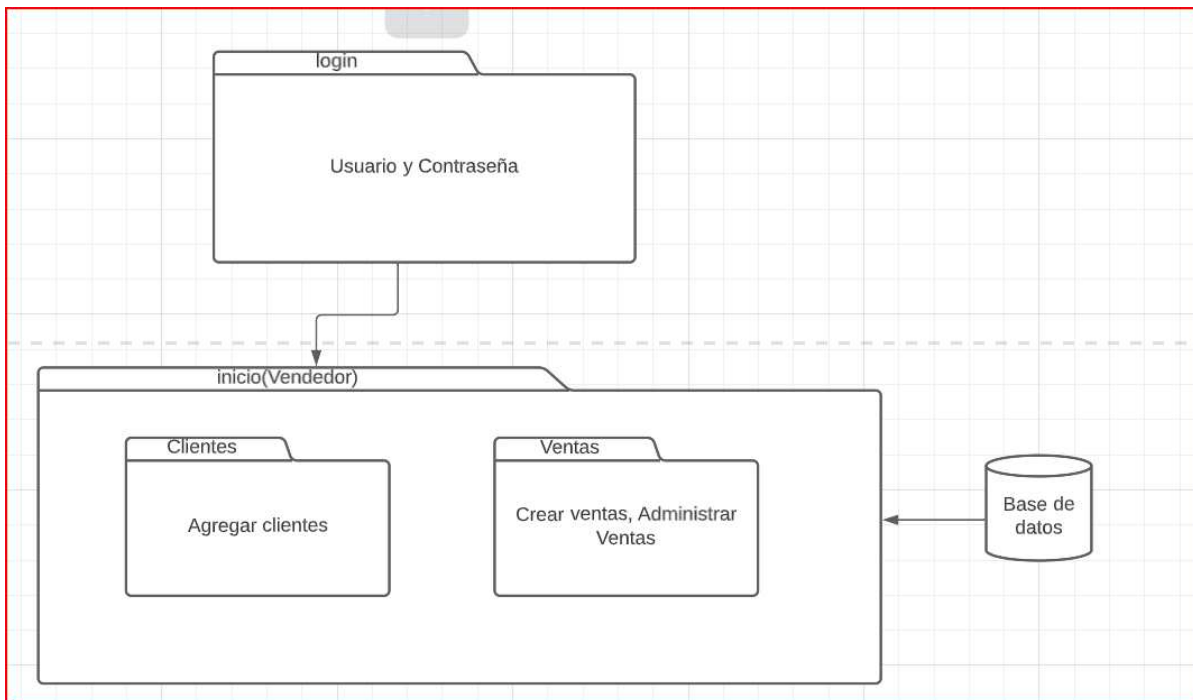 login
Usuario y Contraseña
inicio(Vendedor)
Clientes
Agregar clientes
Ventas
Crear ventas, Administrar
Ventas
Base de
datos